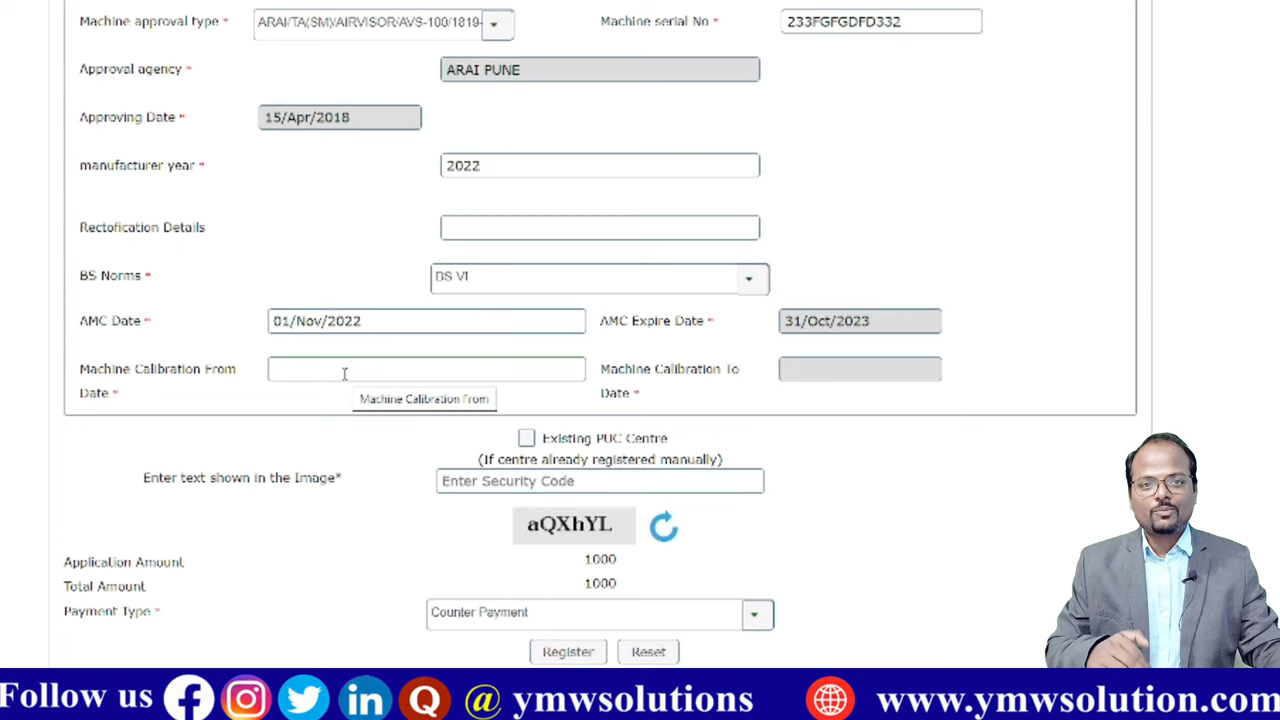 Machine approval type * ARAI/TA(SM)/AIRVISOR/AVS-100/1819- Machine serial No * 233FGFGDFD332
Approval agency * ARAI PUNE
Approving Date * 15/Apr/2018
manufacturer year * 2022
Rectofication Details
BS Norms * BS VI
AMC Date * 01/Nov/2022 AMC Expire Date * 31/Oct/2023
Machine Calibration From Machine Calibration To
Date * Date *
Machine Calibration From
Existing PUC Centre
(If centre already registered manually)
Enter text shown in the Image* Enter Security Code
aQXhYL
Application Amount 1000
Total Amount 1000
Payment Type * Counter Payment
Register Reset
Follow us @ ymwsolutions www.ymwsolution.com